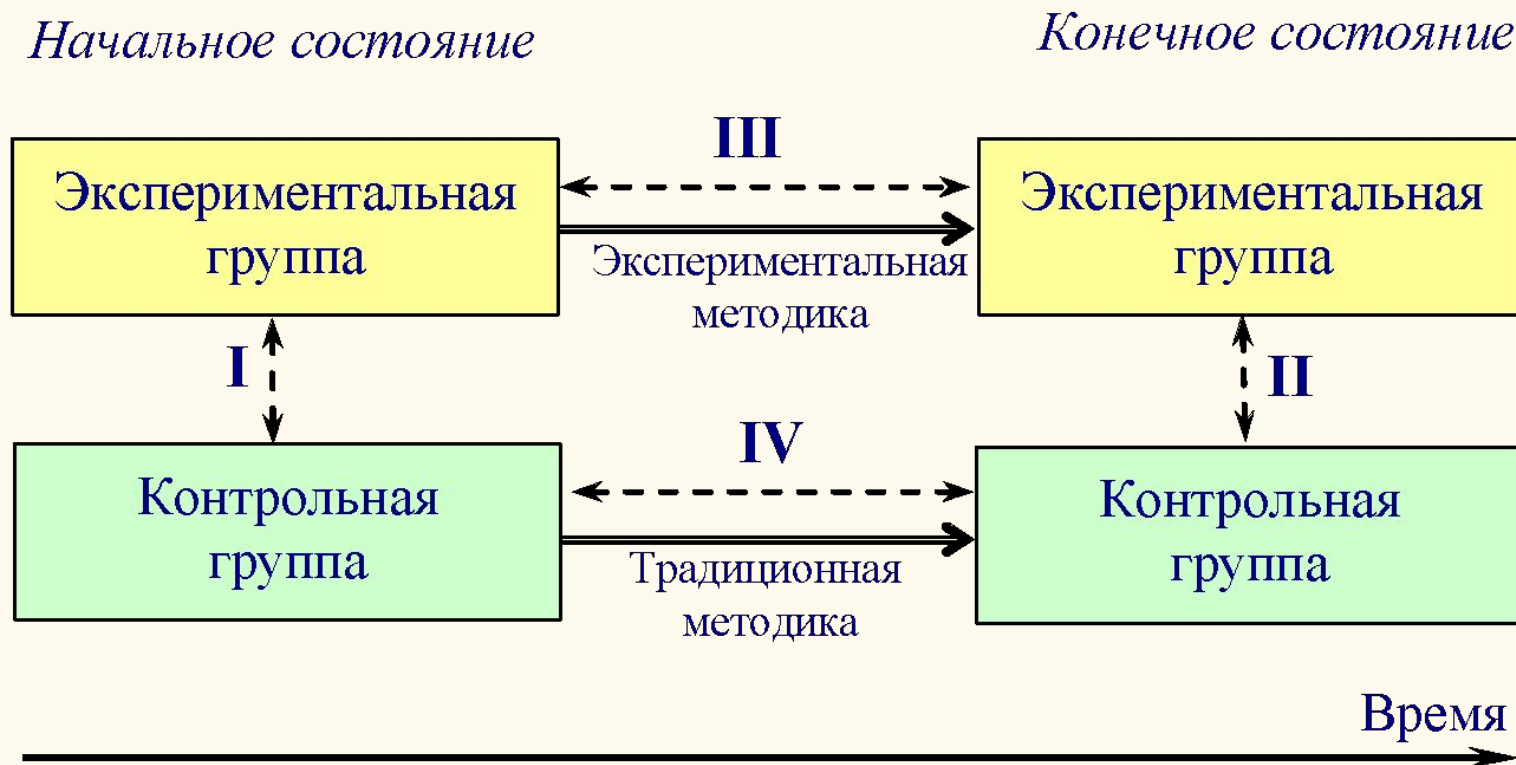 Начальное состояние
Конечное состояние
III
Экспериментальная
группа
Экспериментальная
группа
Экспериментальная
методика
I
II
IV
Контрольная
группа
Контрольная
группа
Традиционная
методика
Время